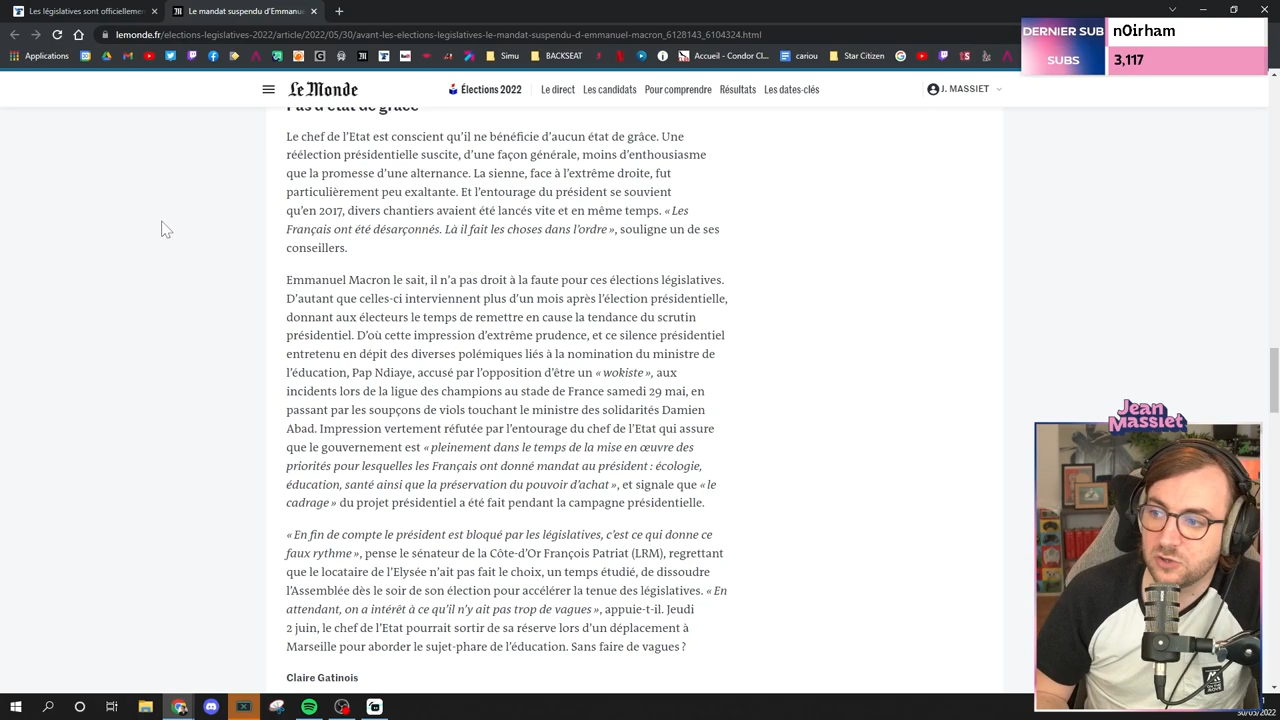 Les législatives sont officiellemen
Le mandat suspendu d'Emmanue
lemonde.fr/elections-legislatives-2022/article/2022/05/30/avant-les-elections-legislatives-le-mandat-suspendu-d-emmanuel-macron_6128143_6104324.html
Applications
Simu
BACKSEAT
Accueil - Condor Cl...
cariou
Star Citizen
DERNIER SUB
n0irham
SUBS
3,117
Le Monde
Élections 2022
Le direct
Les candidats
Pour comprendre
Résultats
Les dates-clés
J. MASSIET
Pas d'état de grâce
Le chef de l'Etat est conscient qu'il ne bénéficie d'aucun état de grâce. Une
réélection présidentielle suscite, d'une façon générale, moins d'enthousiasme
que la promesse d'une alternance. La sienne, face à l'extrême droite, fut
particulièrement peu exaltante. Et l'entourage du président se souvient
qu'en 2017, divers chantiers avaient été lancés vite et en même temps. « Les
Français ont été désarçonnés. Là il fait les choses dans l'ordre », souligne un de ses
conseillers.
Emmanuel Macron le sait, il n'a pas droit à la faute pour ces élections législatives.
D'autant que celles-ci interviennent plus d'un mois après l'élection présidentielle,
donnant aux électeurs le temps de remettre en cause la tendance du scrutin
présidentiel. D'où cette impression d'extrême prudence, et ce silence présidentiel
entretenu en dépit des diverses polémiques liés à la nomination du ministre de
l'éducation, Pap Ndiaye, accusé par l'opposition d'être un « wokiste », aux
incidents lors de la ligue des champions au stade de France samedi 29 mai, en
passant par les soupçons de viols touchant le ministre des solidarités Damien
Abad. Impression vertement réfutée par l'entourage du chef de l'Etat qui assure
que le gouvernement est « pleinement dans le temps de la mise en œuvre des
priorités pour lesquelles les Français ont donné mandat au président : écologie,
éducation, santé ainsi que la préservation du pouvoir d'achat », et signale que « le
cadrage » du projet présidentiel a été fait pendant la campagne présidentielle.
« En fin de compte le président est bloqué par les législatives, c'est ce qui donne ce
faux rythme », pense le sénateur de la Côte-d'Or François Patriat (LRM), regrettant
que le locataire de l'Elysée n'ait pas fait le choix, un temps étudié, de dissoudre
l'Assemblée dès le soir de son élection pour accélérer la tenue des législatives. « En
attendant, on a intérêt à ce qu'il n'y ait pas trop de vagues », appuie-t-il. Jeudi
2 juin, le chef de l'Etat pourrait sortir de sa réserve lors d'un déplacement à
Marseille pour aborder le sujet-phare de l'éducation. Sans faire de vagues ?
Claire Gatinois
Jean
Massiet
30/05/2022